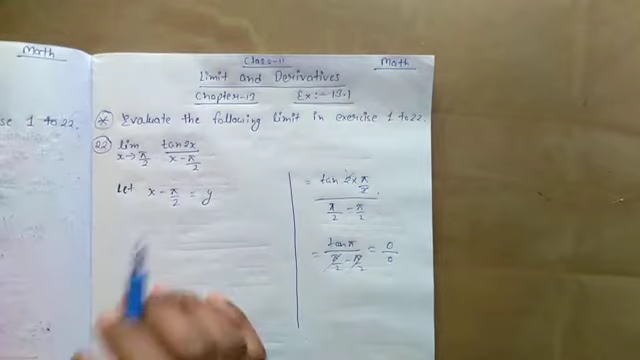 Math
se 1 to 22.
Class-11
Math
Limit and Derivatives
Chapter-13 Ex:-13.1
* Evaluate the following limit in exercise 1 to 22.
22 lim x→π/2 tan2x / x-π/2
Let x - π/2 = y
= tan 2×π/2 / π/2 - π/2
= tanπ / π/2 - π/2 = 0/0